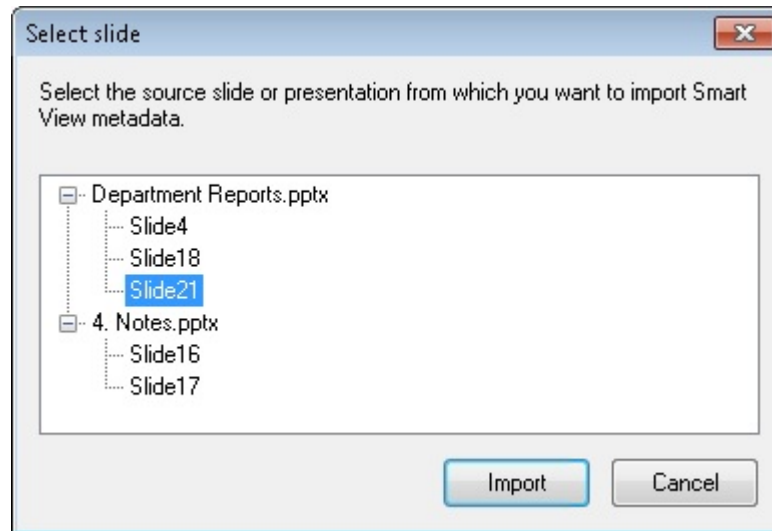 Select slide
Select the source slide or presentation from which you want to import Smart
View metadata.
Department Reports.pptx
Slide4
Slide18
Slide21
4. Notes.pptx
Slide16
Slide17
Import
Cancel